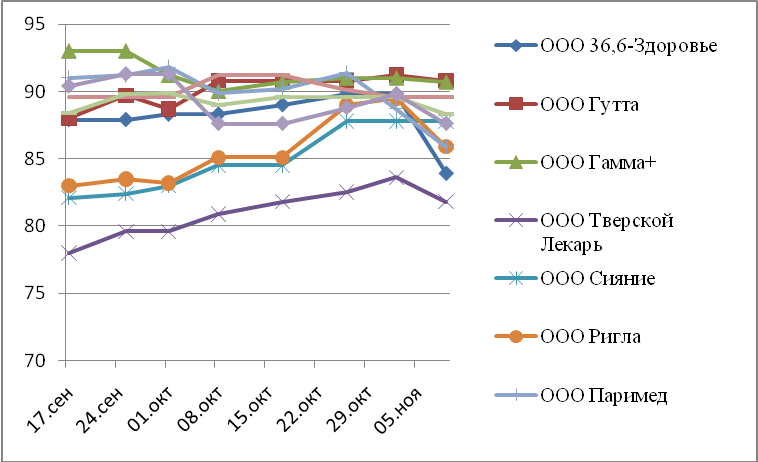 95
90
85
80
75
70
17.сен
24.сен
01.окт
08.окт
15.окт
22.окт
29.окт
05.ноя
ООО 36,6-Здоровье
ООО Гутта
ООО Гамма+
ООО Тверской
Лекарь
ООО Сияние
ООО Ригла
ООО Паримед